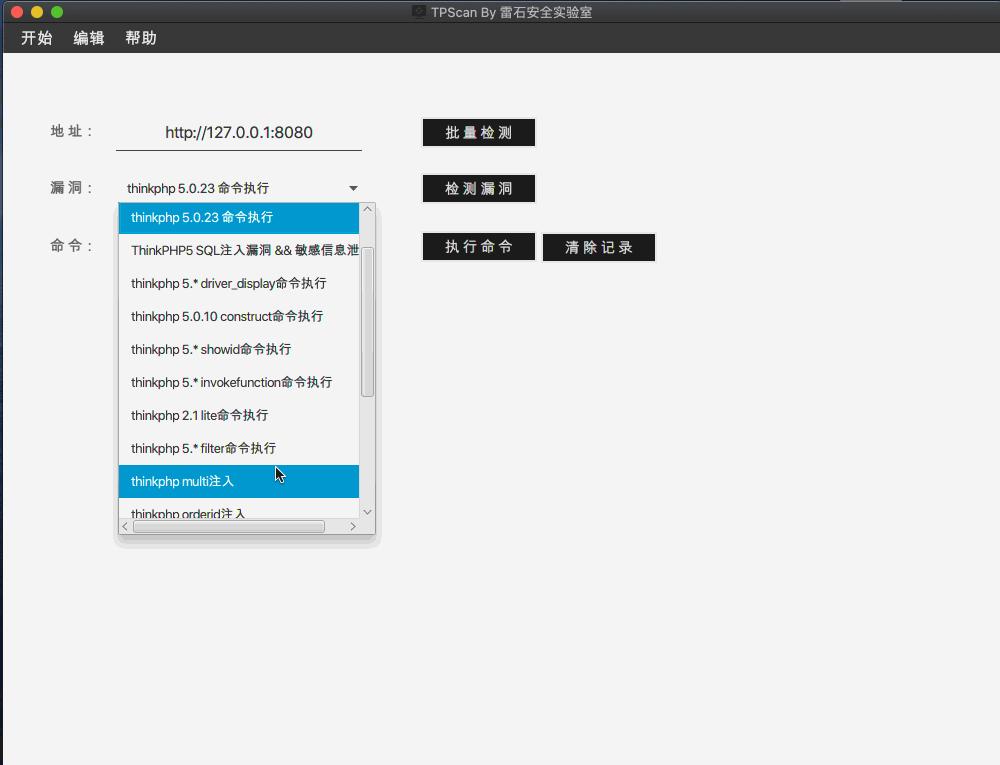 TPScan By 雷石安全实验室
开始 编辑 帮助
地址： http://127.0.0.1:8080 批量检测
漏洞： thinkphp 5.0.23 命令执行 检测漏洞
命令： 执行命令 清除记录
thinkphp 5.0.23 命令执行
ThinkPHP5 SQL注入漏洞 && 敏感信息泄
thinkphp 5.* driver_display命令执行
thinkphp 5.0.10 construct命令执行
thinkphp 5.* showid命令执行
thinkphp 5.* invokefunction命令执行
thinkphp 2.1 lite命令执行
thinkphp 5.* filter命令执行
thinkphp multi注入
thinkphp orderid注入